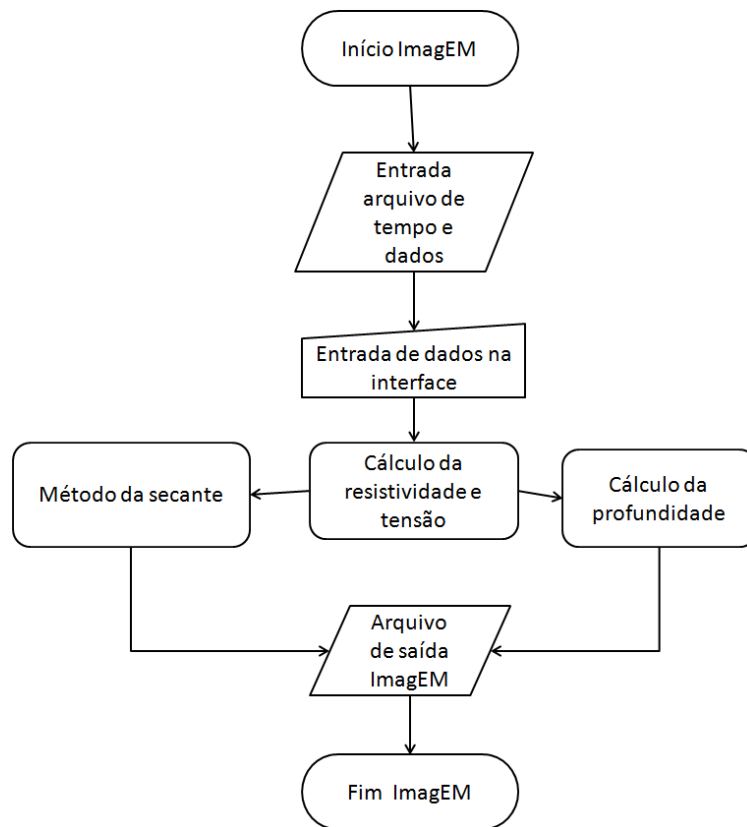 Início ImagEM
Entrada
arquivo de
tempo e
dados
Entrada de dados na
interface
Método da secante
Cálculo da
resistividade e
tensão
Cálculo da
profundidade
Arquivo
de saída
ImagEM
Fim ImagEM